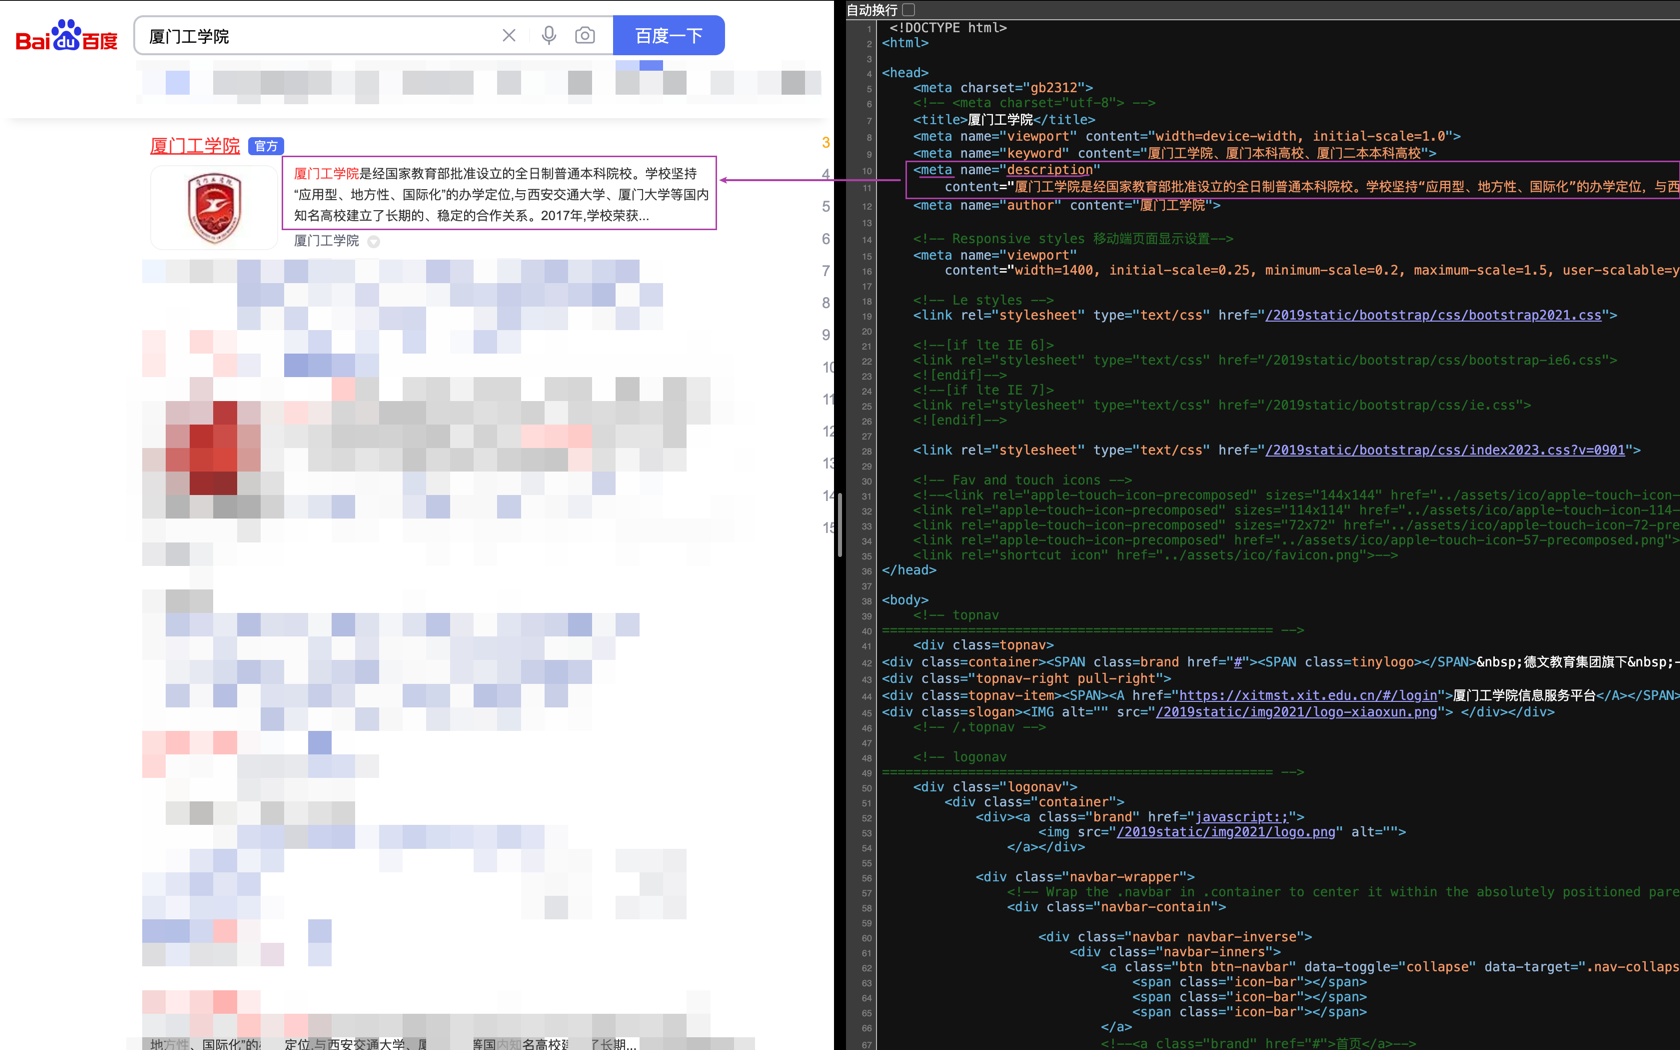 Bai du 百度
厦门工学院
百度一下
厦门工学院 官方
厦门工学院是经国家教育部批准设立的全日制普通本科院校。学校坚持
“应用型、地方性、国际化”的办学定位,与西安交通大学、厦门大学等国内
知名高校建立了长期的、稳定的合作关系。2017年,学校荣获...
厦门工学院
3
4
5
6
7
8
9
10
11
12
13
14
15
地方性、国际化”的 定位,与西安交通大学、 等国内知名高校 了长期...
自动换行
1 <!DOCTYPE html>
2 <html>
3
4 <head>
5 <meta charset="gb2312">
6 <!-- <meta charset="utf-8"> -->
7 <title>厦门工学院</title>
8 <meta name="viewport" content="width=device-width, initial-scale=1.0">
9 <meta name="keyword" content="厦门工学院、厦门本科高校、厦门二本本科高校">
10 <meta name="description"
11 content="厦门工学院是经国家教育部批准设立的全日制普通本科院校。学校坚持“应用型、地方性、国际化”的办学定位，与西
12 <meta name="author" content="厦门工学院">
13
14 <!-- Responsive styles 移动端页面显示设置-->
15 <meta name="viewport"
16 content="width=1400, initial-scale=0.25, minimum-scale=0.2, maximum-scale=1.5, user-scalable=y
17
18 <!-- Le styles -->
19 <link rel="stylesheet" type="text/css" href="/2019static/bootstrap/css/bootstrap2021.css">
20
21 <!--[if lte IE 6]>
22 <link rel="stylesheet" type="text/css" href="/2019static/bootstrap/css/bootstrap-ie6.css">
23 <![endif]-->
24 <!--[if lte IE 7]>
25 <link rel="stylesheet" type="text/css" href="/2019static/bootstrap/css/ie.css">
26 <![endif]-->
27
28 <link rel="stylesheet" type="text/css" href="/2019static/bootstrap/css/index2023.css?v=0901">
29
30 <!-- Fav and touch icons -->
31 <!--<link rel="apple-touch-icon-precomposed" sizes="144x144" href="../assets/ico/apple-touch-icon-
32 <link rel="apple-touch-icon-precomposed" sizes="114x114" href="../assets/ico/apple-touch-icon-114-
33 <link rel="apple-touch-icon-precomposed" sizes="72x72" href="../assets/ico/apple-touch-icon-72-pre
34 <link rel="apple-touch-icon-precomposed" href="../assets/ico/apple-touch-icon-57-precomposed.png">
35 <link rel="shortcut icon" href="../assets/ico/favicon.png">-->
36 </head>
37
38 <body>
39 <!-- topnav
40 ================================================== -->
41 <div class=topnav>
42 <div class=container><SPAN class=brand href="#"><SPAN class=tinylogo></SPAN>&nbsp;德文教育集团旗下&nbsp;-
43 <div class="topnav-right pull-right">
44 <div class=topnav-item><SPAN><A href="https://xitmst.xit.edu.cn/#/login">厦门工学院信息服务平台</A></SPAN>
45 <div class=slogan><IMG alt="" src="/2019static/img2021/logo-xiaoxun.png"> </div></div>
46 <!-- /.topnav -->
47
48 <!-- logonav
49 ================================================== -->
50 <div class="logonav">
51 <div class="container">
52 <div><a class="brand" href="javascript:;">
53 <img src="/2019static/img2021/logo.png" alt="">
54 </a></div>
55
56 <div class="navbar-wrapper">
57 <!-- Wrap the .navbar in .container to center it within the absolutely positioned pare
58 <div class="navbar-contain">
59
60 <div class="navbar navbar-inverse">
61 <div class="navbar-inners">
62 <a class="btn btn-navbar" data-toggle="collapse" data-target=".nav-collaps
63 <span class="icon-bar"></span>
64 <span class="icon-bar"></span>
65 <span class="icon-bar"></span>
66 </a>
67 <!--<a class="brand" href="#">首页</a>-->